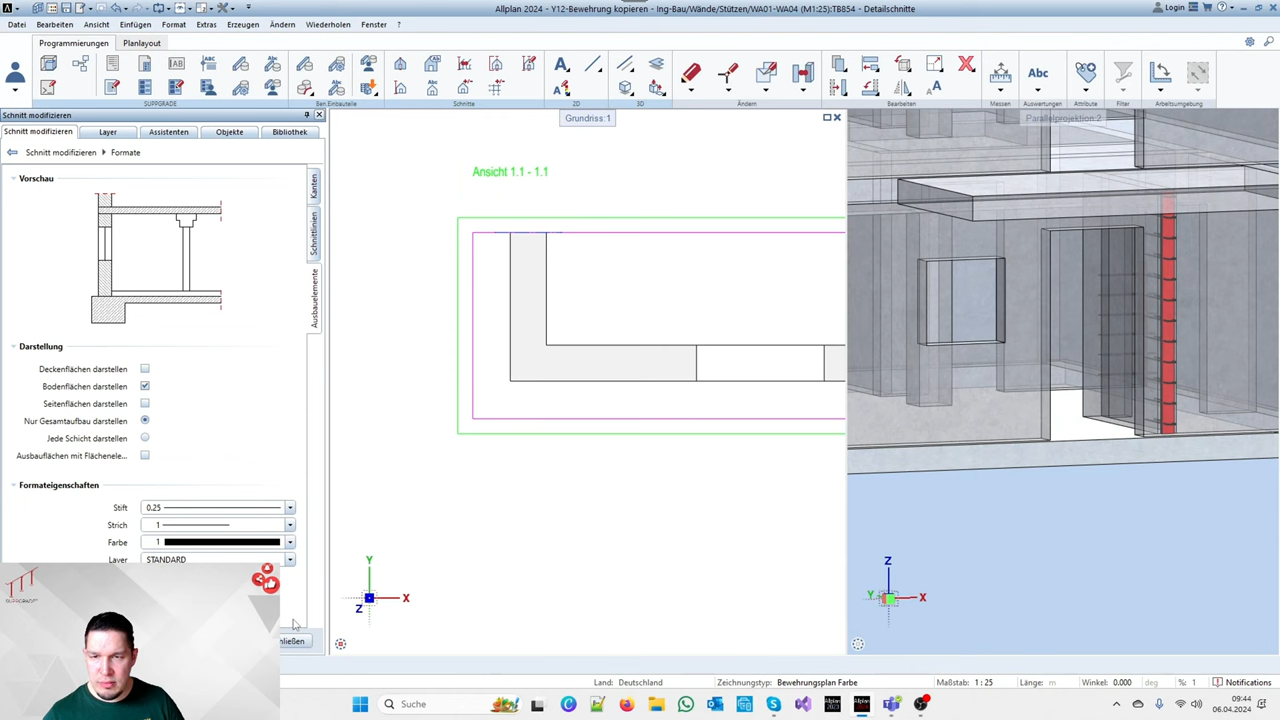 Allplan 2024 - Y12-Bewehrung kopieren - Ing-Bau/Wände/Stützen/WA01-WA04 (M1:25):TB854 - Detailschnitte
Login
Datei Bearbeiten Ansicht Einfügen Format Extras Erzeugen Ändern Wiederholen Fenster ?
Programmierungen Planlayout
SUPPGRADE Ben.Einbauteile Schnitte 2D 3D Ändern Bearbeiten Messen Auswertungen Attribute Filter Arbeitsumgebung
Schnitt modifizieren
Schnitt modifizieren Layer Assistenten Objekte Bibliothek
Schnitt modifizieren Formate
Vorschau
Kanten
Schnittlinien
Ausbauelemente
Darstellung
Deckenflächen darstellen
Bodenflächen darstellen
Seitenflächen darstellen
Nur Gesamtaufbau darstellen
Jede Schicht darstellen
Ausbauflächen mit Flächenele...
Formateigenschaften
Stift 0.25
Strich 1
Farbe 1
Layer STANDARD
SUPPGRADE
Grundriss:1
Ansicht 1.1 - 1.1
Parallelprojektion:2
Y
X
Z
Z
Y
X
Land: Deutschland Zeichnungstyp: Bewehrungsplan Farbe Maßstab: 1 : 25 Länge: m Winkel: 0.000 deg %: 1 Notifications
Suche
09:44
06.04.2024